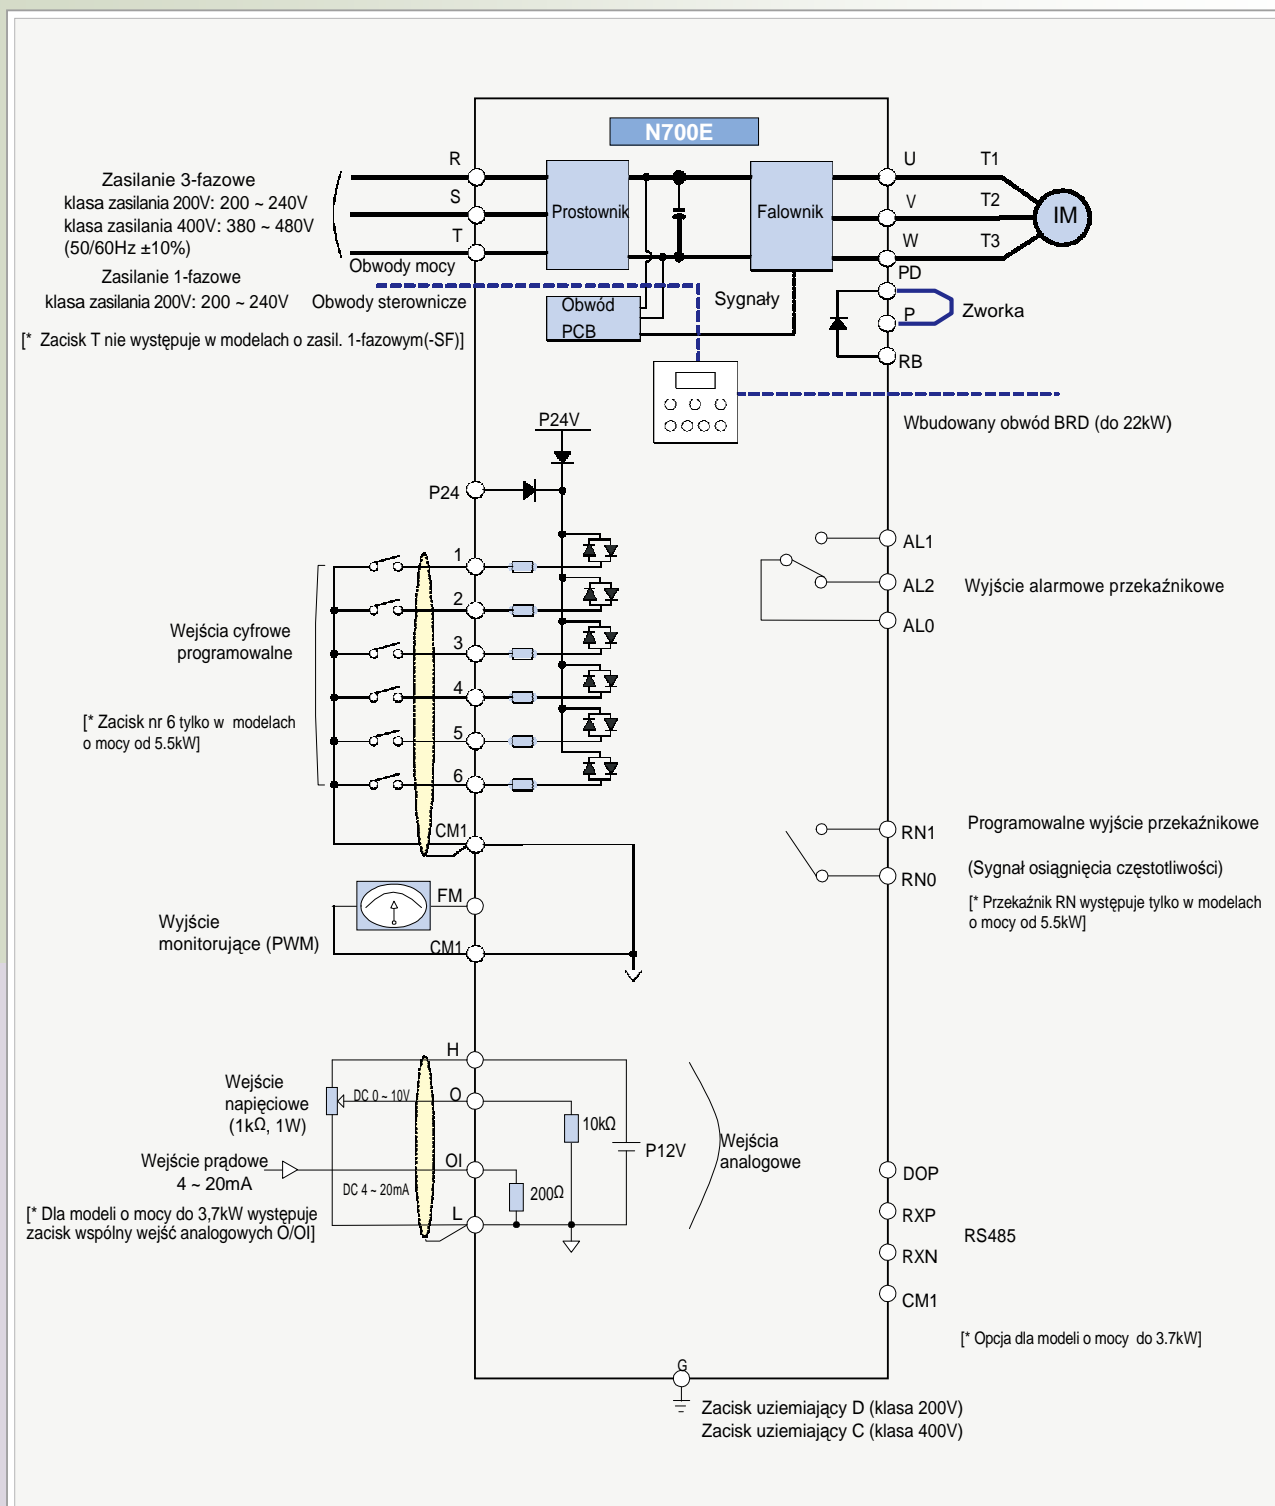 N700E
R
S
T
Zasilanie 3-fazowe
klasa zasilania 200V: 200 ~ 240V
klasa zasilania 400V: 380 ~ 480V
(50/60Hz ±10%)
Zasilanie 1-fazowe
klasa zasilania 200V: 200 ~ 240V
[* Zacisk T nie występuje w modelach o zasil. 1-fazowym(-SF)]
Obwody mocy
Obwody sterownicze
Prostownik
Falownik
Obwód
PCB
Sygnały
U
T1
V
T2
W
T3
IM
PD
P
Zworka
RB
Wbudowany obwód BRD (do 22kW)
P24V
P24
1
2
3
4
5
6
CM1
Wejścia cyfrowe
programowalne
[* Zacisk nr 6 tylko w modelach
o mocy od 5.5kW]
AL1
AL2
Wyjście alarmowe przekaźnikowe
AL0
RN1
Programowalne wyjście przekaźnikowe
RN0
(Sygnał osiągnięcia częstotliwości)
[* Przekaźnik RN występuje tylko w modelach
o mocy od 5.5kW]
FM
Wyjście
monitorujące (PWM)
CM1
H
Wejście
napięciowe
(1kΩ, 1W)
DC 0 ~ 10V
O
10kΩ
P12V
Wejścia
analogowe
Wejście prądowe
4 ~ 20mA
OI
DC 4 ~ 20mA
200Ω
L
[* Dla modeli o mocy do 3,7kW występuje
zacisk wspólny wejść analogowych O/OI]
DOP
RXP
RS485
RXN
CM1
[* Opcja dla modeli o mocy do 3.7kW]
G
Zacisk uziemiający D (klasa 200V)
Zacisk uziemiający C (klasa 400V)